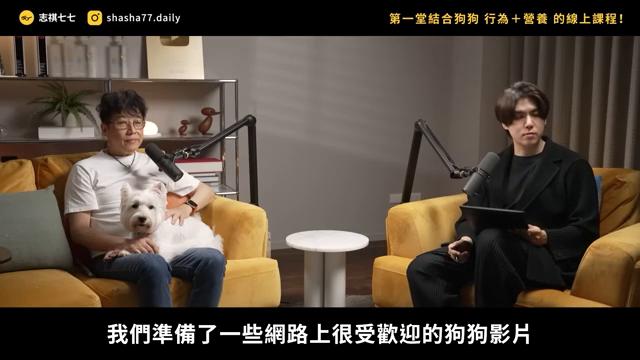 志祺七七 shasha77.daily 第一堂結合狗狗 行為+營養 的線上課程!
我們準備了一些網路上很受歡迎的狗狗影片